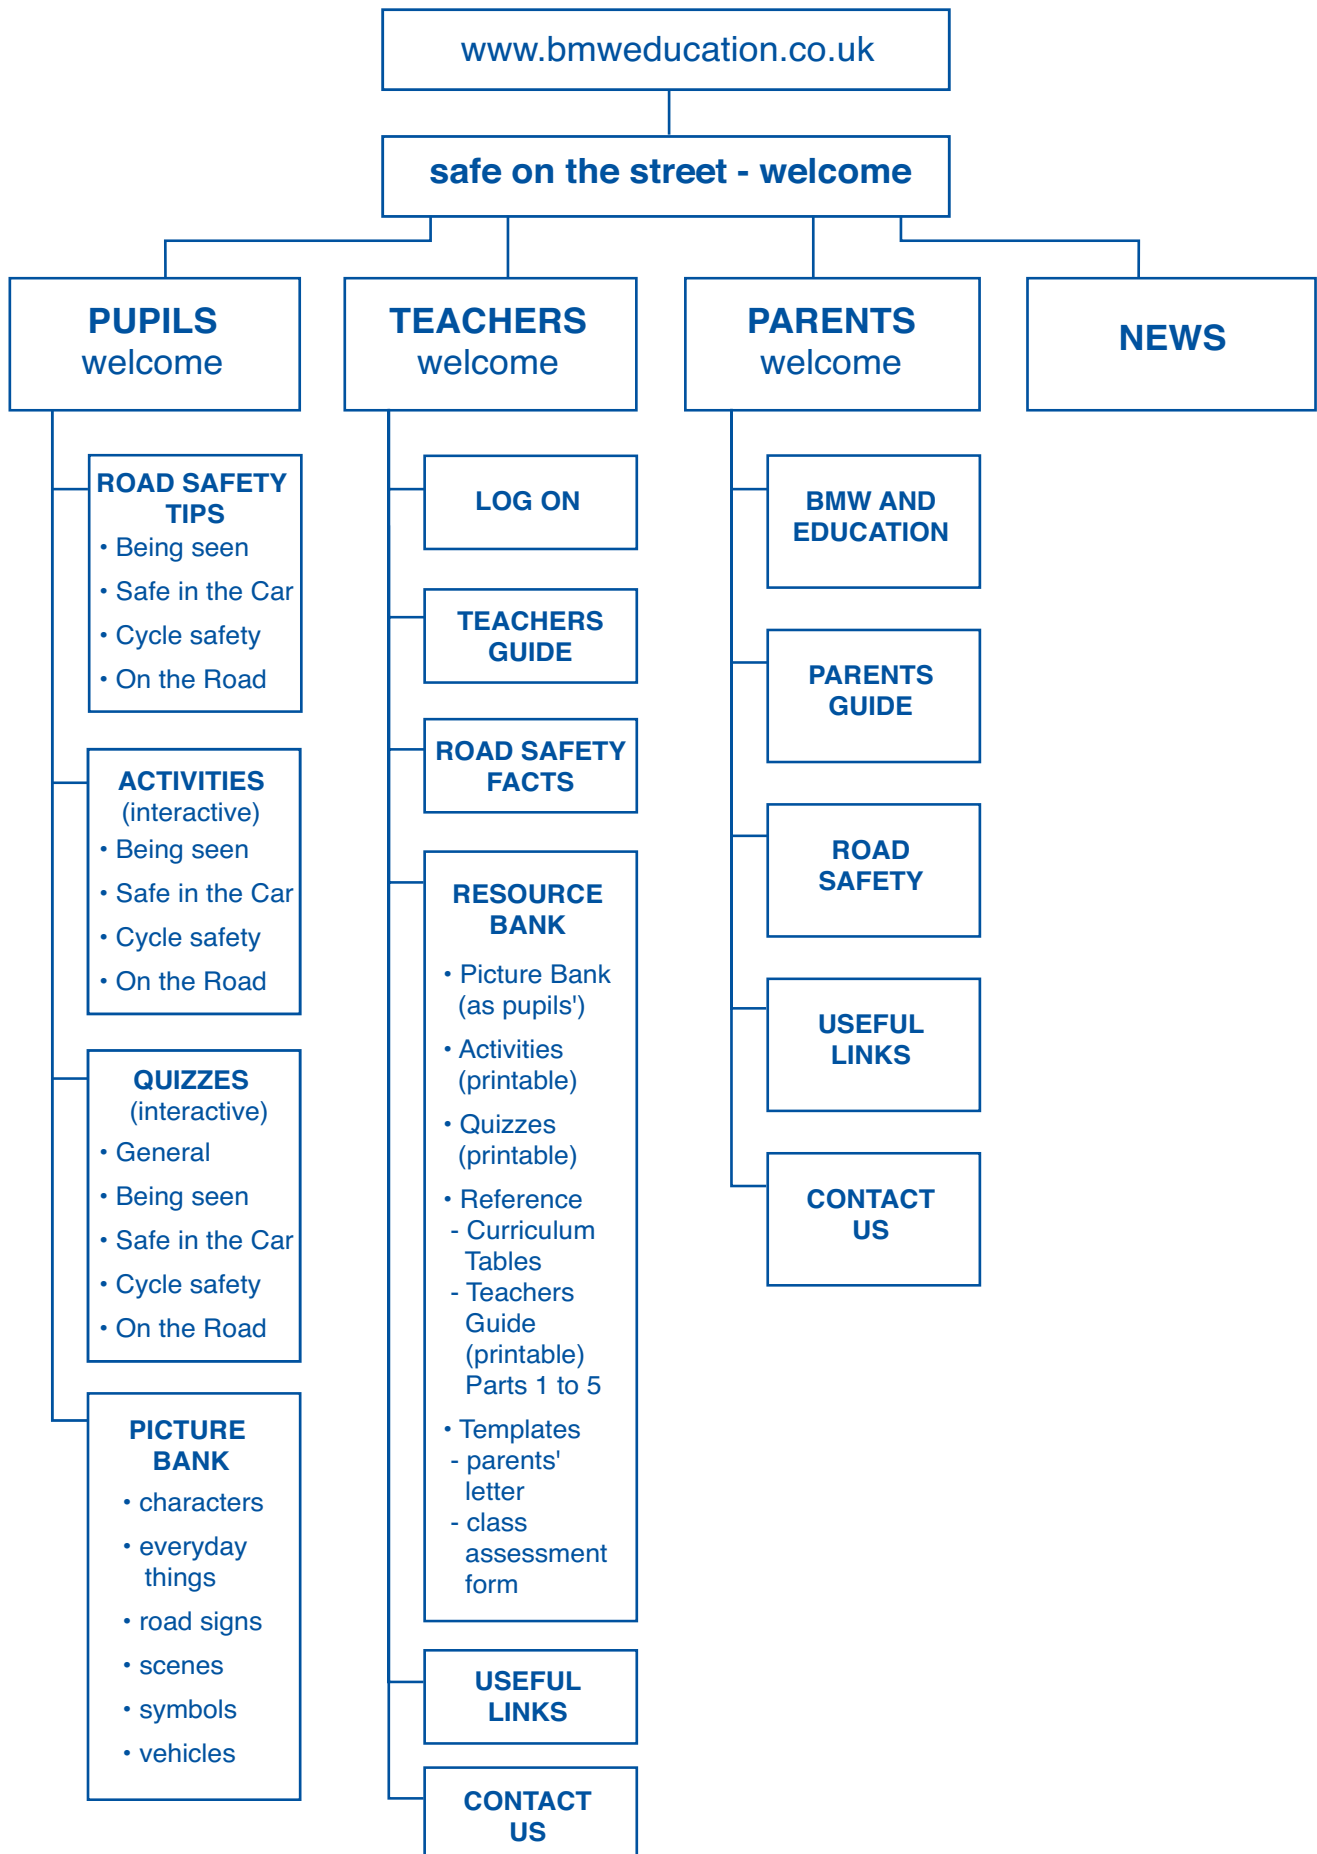 www.bmweducation.co.uk
safe on the street - welcome
PUPILS
welcome
ROAD SAFETY
TIPS
• Being seen
• Safe in the Car
• Cycle safety
• On the Road
ACTIVITIES
(interactive)
• Being seen
• Safe in the Car
• Cycle safety
• On the Road
QUIZZES
(interactive)
• General
• Being seen
• Safe in the Car
• Cycle safety
• On the Road
PICTURE
BANK
• characters
• everyday
things
• road signs
• scenes
• symbols
• vehicles
TEACHERS
welcome
LOG ON
TEACHERS
GUIDE
ROAD SAFETY
FACTS
RESOURCE
BANK
• Picture Bank
(as pupils')
• Activities
(printable)
• Quizzes
(printable)
• Reference
- Curriculum
Tables
- Teachers
Guide
(printable)
Parts 1 to 5
• Templates
- parents'
letter
- class
assessment
form
USEFUL
LINKS
CONTACT
US
PARENTS
welcome
BMW AND
EDUCATION
PARENTS
GUIDE
ROAD
SAFETY
USEFUL
LINKS
CONTACT
US
NEWS